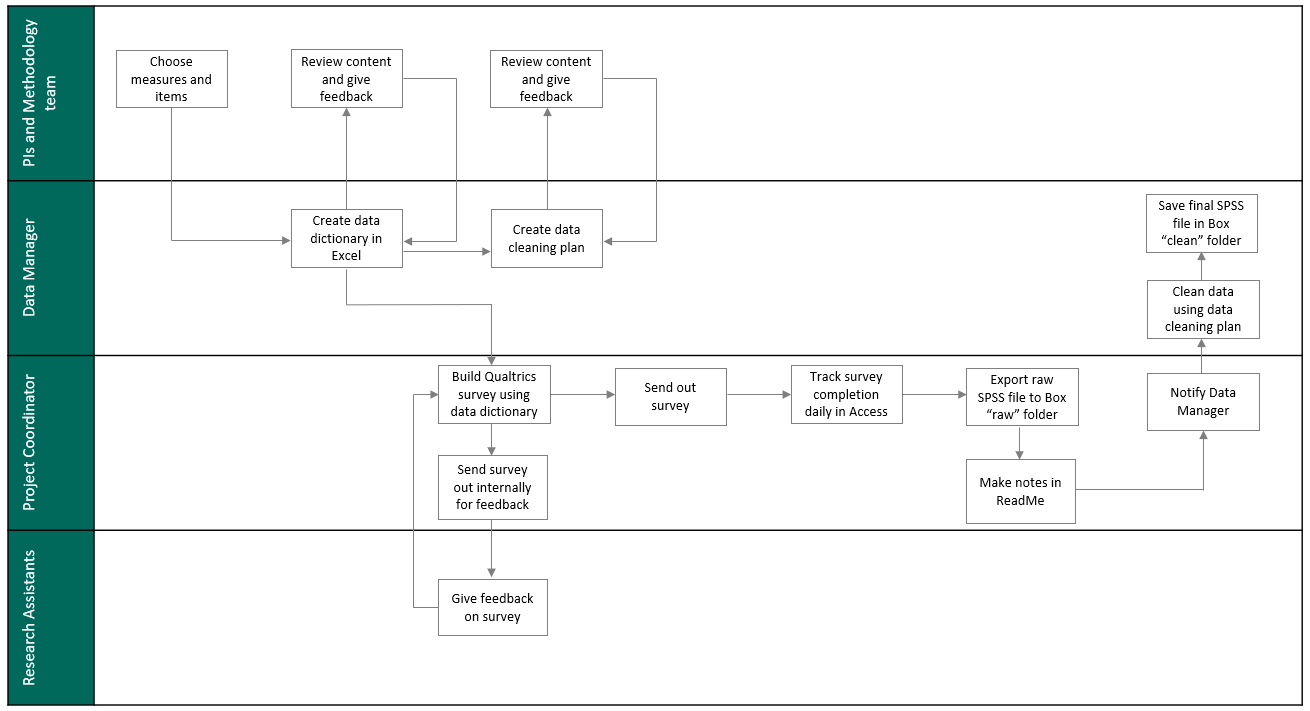 PIs and Methodology
team
Choose
measures and
items
Review content
and give
feedback
Review content
and give
feedback
Data Manager
Create data
dictionary in
Excel
Create data
cleaning plan
Save final SPSS
file in Box
“clean” folder
Clean data
using data
cleaning plan
Project Coordinator
Build Qualtrics
survey using
data dictionary
Send out
survey
Track survey
completion
daily in Access
Export raw
SPSS file to Box
“raw” folder
Notify Data
Manager
Send survey
out internally
for feedback
Make notes in
ReadMe
Research Assistants
Give feedback
on survey